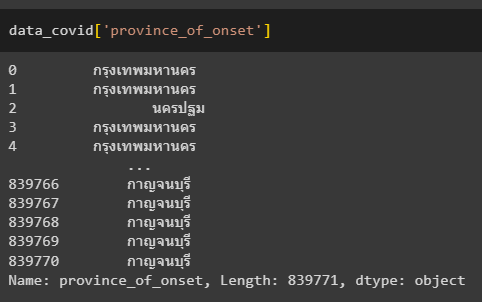 data_covid['province_of_onset']
0 กรุงเทพมหานคร
1 กรุงเทพมหานคร
2 นครปฐม
3 กรุงเทพมหานคร
4 กรุงเทพมหานคร
...
839766 กาญจนบุรี
839767 กาญจนบุรี
839768 กาญจนบุรี
839769 กาญจนบุรี
839770 กาญจนบุรี
Name: province_of_onset, Length: 839771, dtype: object